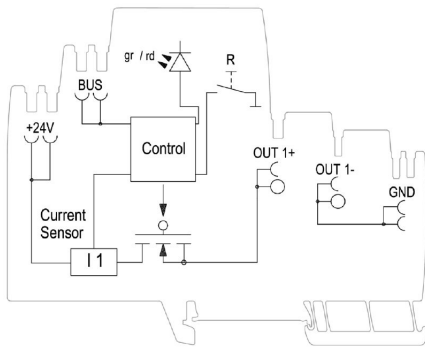 gr / rd
R
BUS
+24V
Control
OUT 1+
OUT 1-
GND
Current
Sensor
I 1